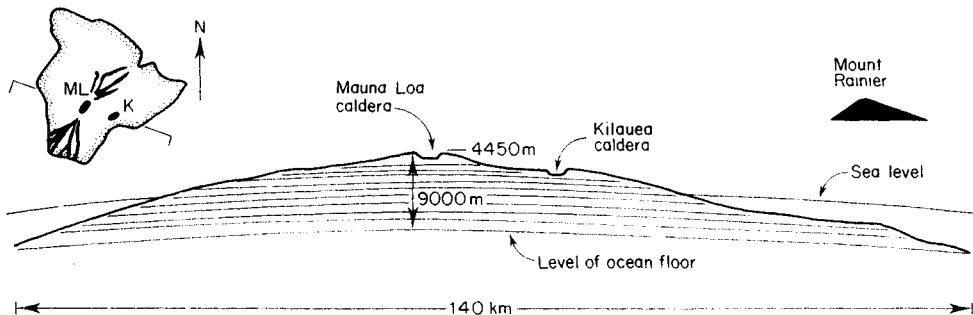 N
ML
K
Mauna Loa
caldera
4450m
Kilauea
caldera
Mount
Rainier
Sea level
9000m
Level of ocean floor
140 km